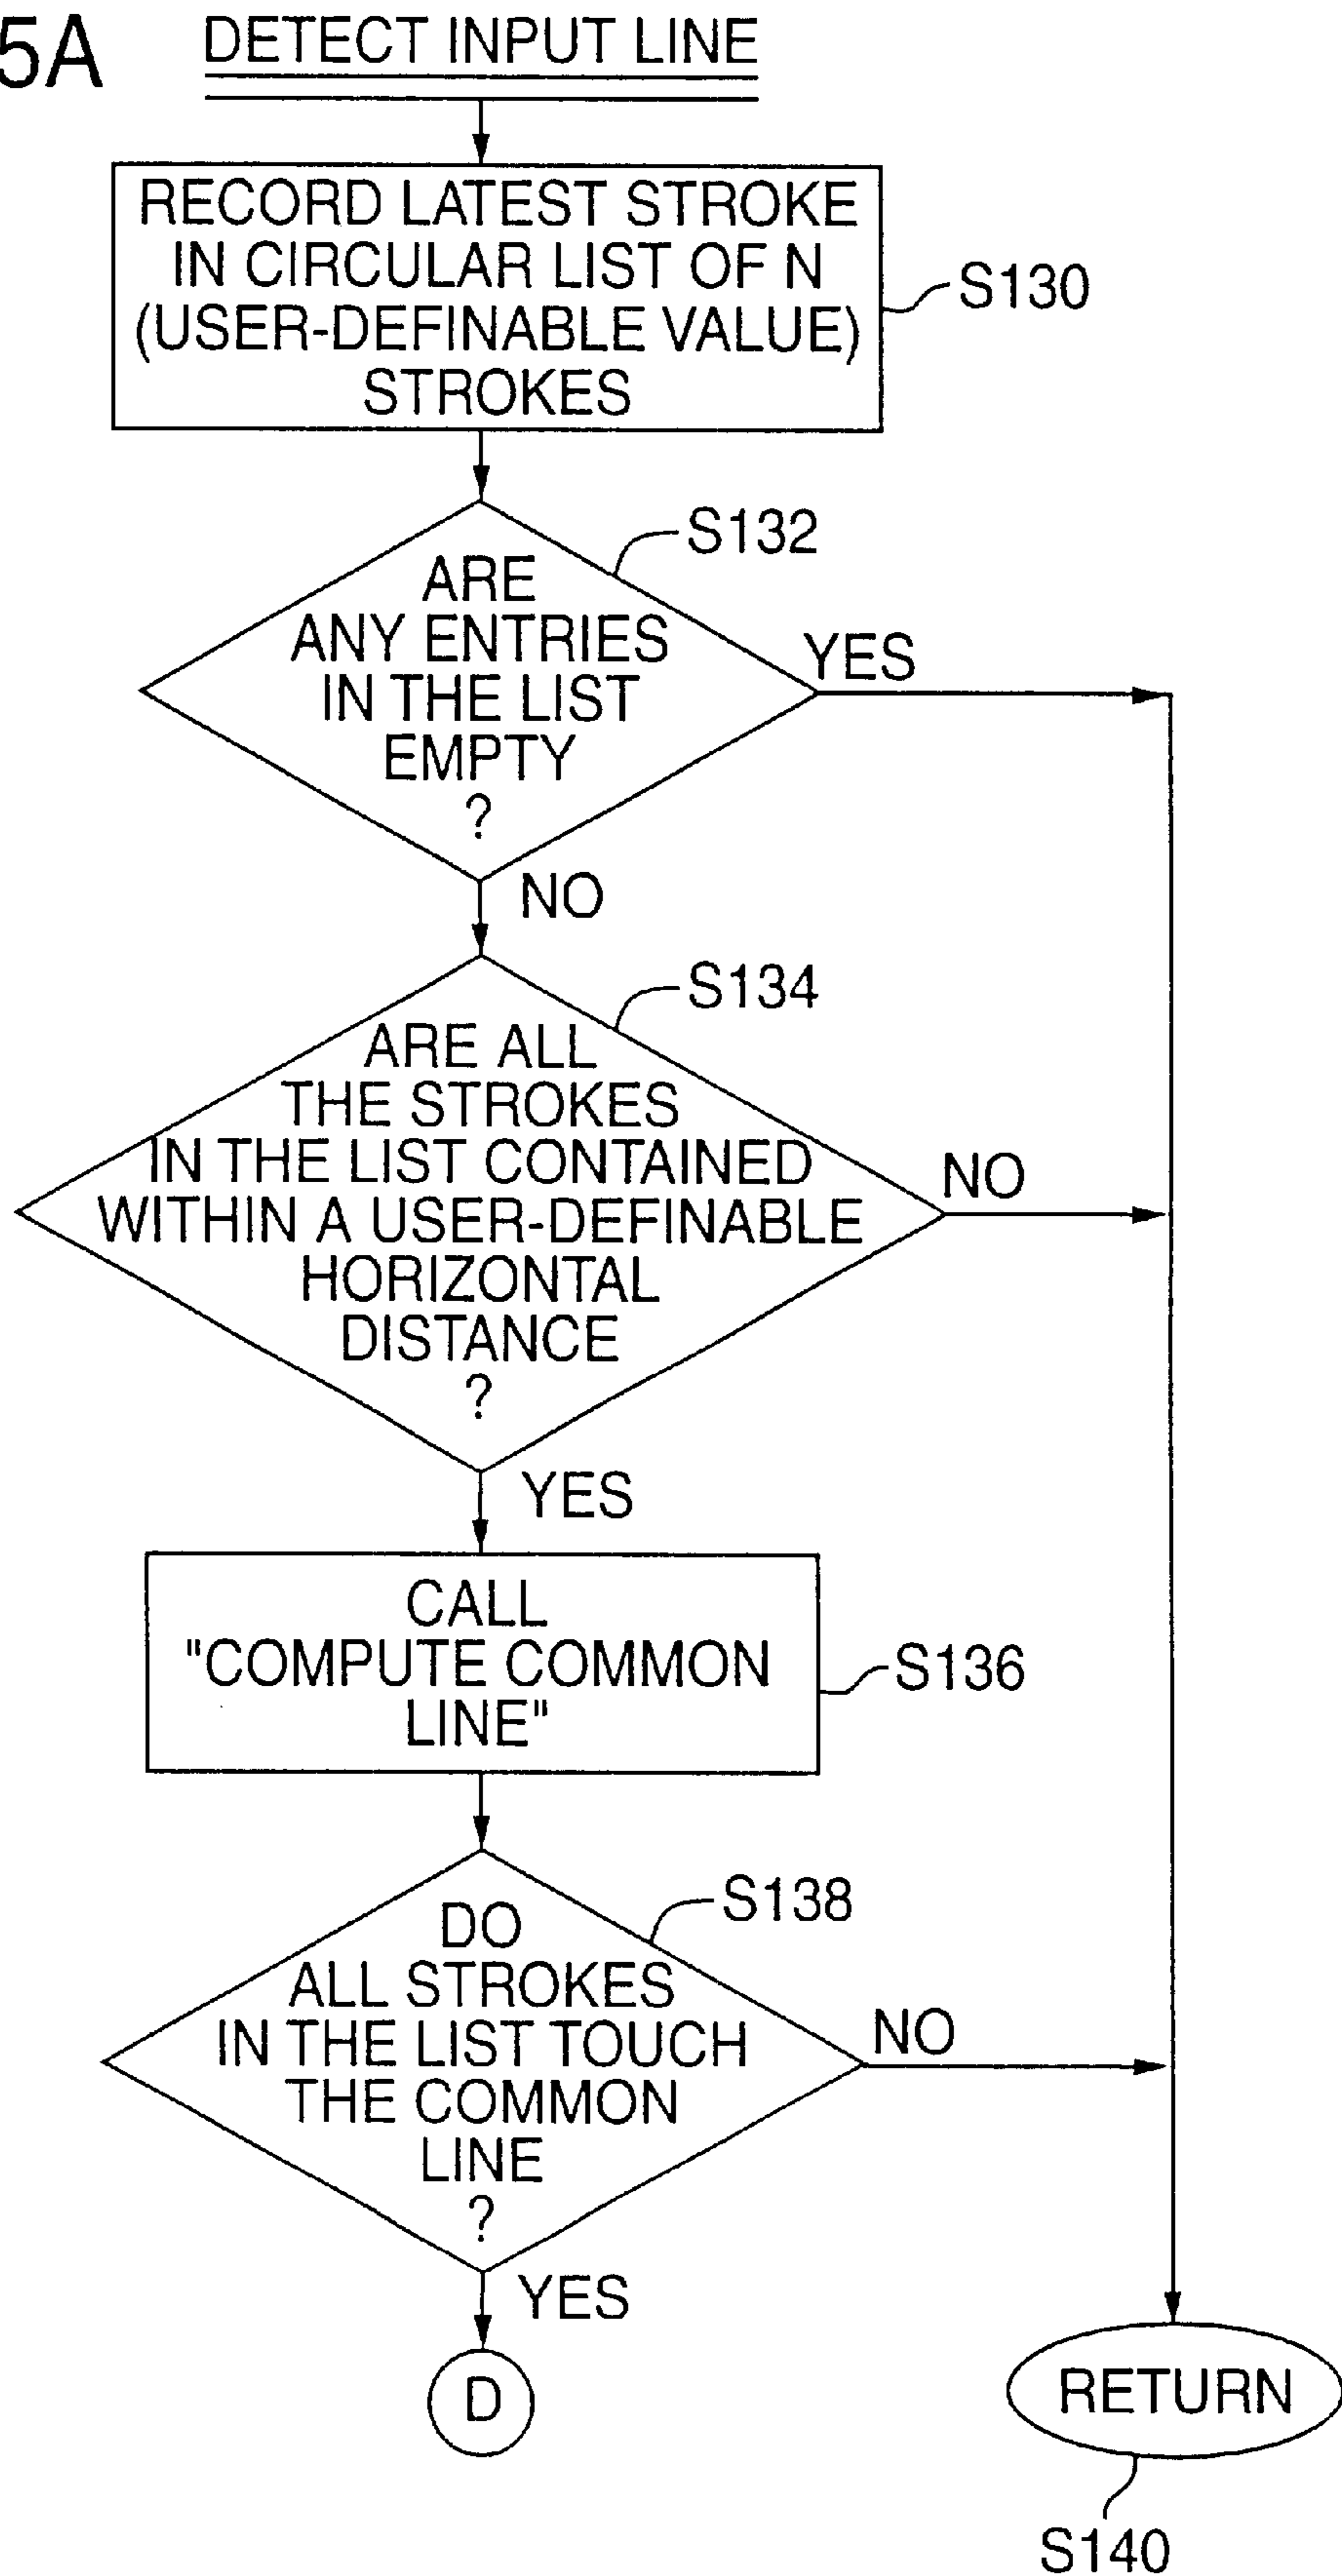 5A
DETECT INPUT LINE
RECORD LATEST STROKE
IN CIRCULAR LIST OF N
(USER-DEFINABLE VALUE)
STROKES
S130
S132
ARE
ANY ENTRIES
IN THE LIST
EMPTY
?
YES
NO
S134
ARE ALL
THE STROKES
IN THE LIST CONTAINED
WITHIN A USER-DEFINABLE
HORIZONTAL
DISTANCE
?
NO
YES
CALL
"COMPUTE COMMON
LINE"
S136
S138
DO
ALL STROKES
IN THE LIST TOUCH
THE COMMON
LINE
?
NO
YES
D
RETURN
S140